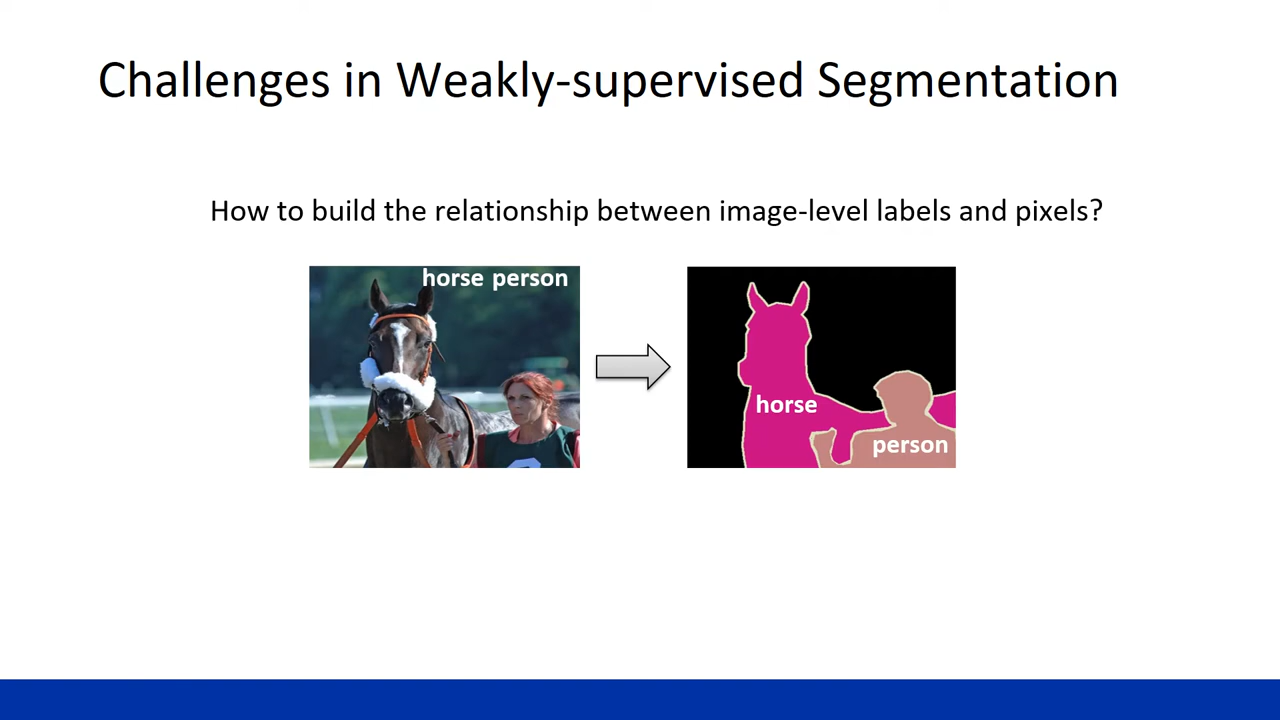 Challenges in Weakly-supervised Segmentation
How to build the relationship between image-level labels and pixels?
horse person
horse
person